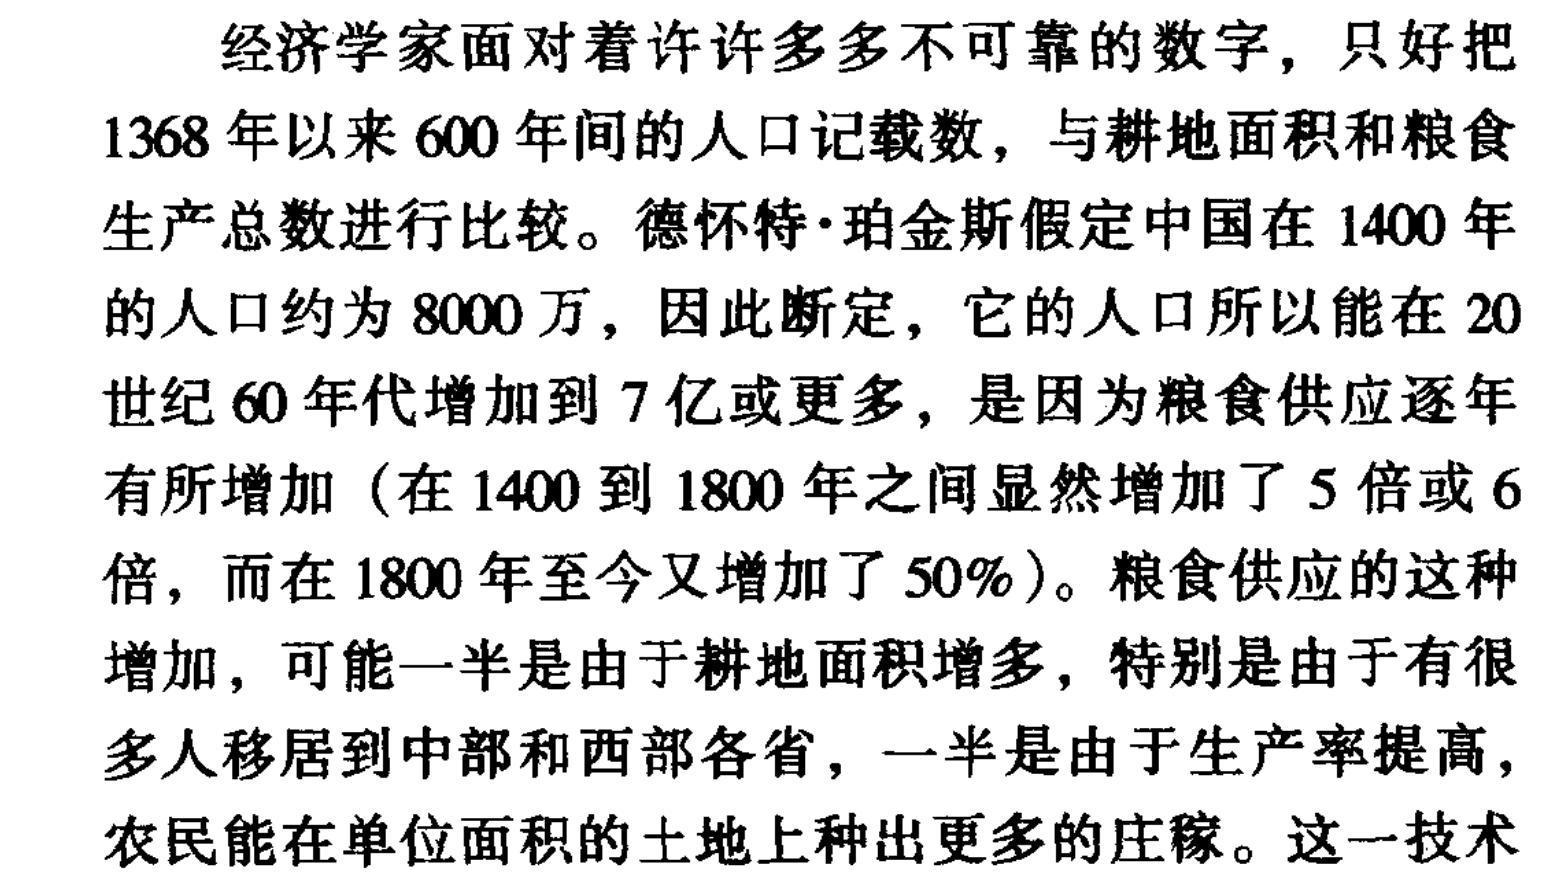 经济学家面对着许许多多不可靠的数字，只好把
1368年以来600年间的人口记载数，与耕地面积和粮食
生产总数进行比较。德怀特·珀金斯假定中国在1400年
的人口约为8000万，因此断定，它的人口所以能在20
世纪60年代增加到7亿或更多，是因为粮食供应逐年
有所增加（在1400到1800年之间显然增加了5倍或6
倍，而在1800年至今又增加了50%）。粮食供应的这种
增加，可能一半是由于耕地面积增多，特别是由于有很
多人移居到中部和西部各省，一半是由于生产率提高，
农民能在单位面积的土地上种出更多的庄稼。这一技术